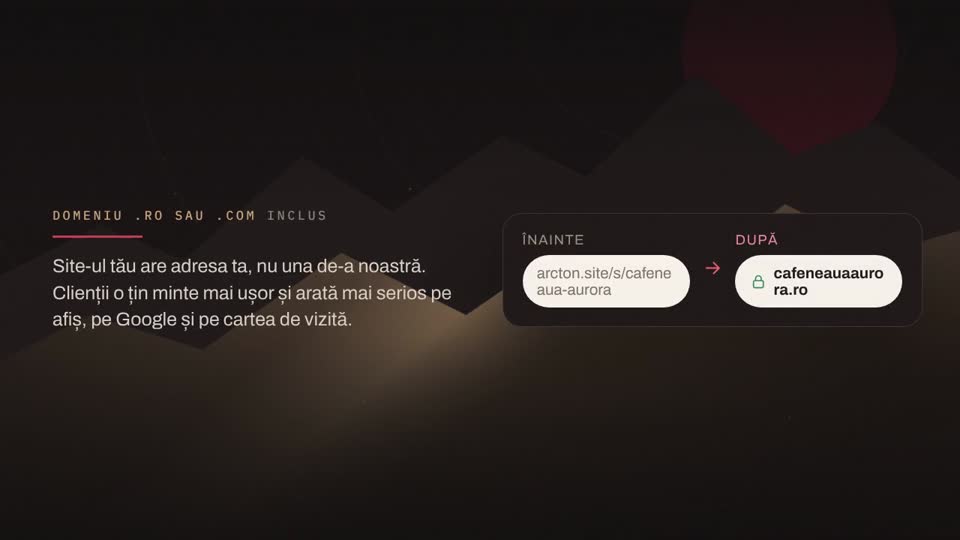 DOMENIU .RO SAU .COM INCLUS
Site-ul tău are adresa ta, nu una de-a noastră.
Clienții o țin minte mai ușor și arată mai serios pe
afiș, pe Google și pe cartea de vizită.
ÎNAINTE
arcton.site/s/cafene
aua-aurora
DUPĂ
cafeneauaauro
ra.ro